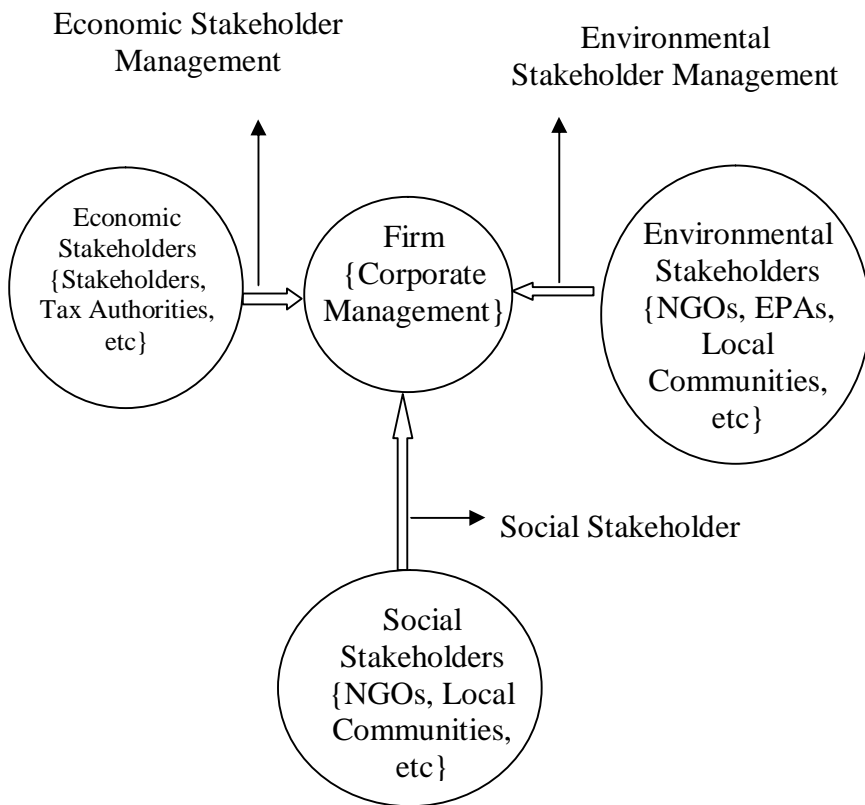 Economic Stakeholder
Management
Environmental
Stakeholder Management
Economic
Stakeholders
{Stakeholders,
Tax Authorities,
etc}
Firm
{Corporate
Management}
Environmental
Stakeholders
{NGOs, EPAs,
Local
Communities,
etc}
Social Stakeholder
Social
Stakeholders
{NGOs, Local
Communities,
etc}